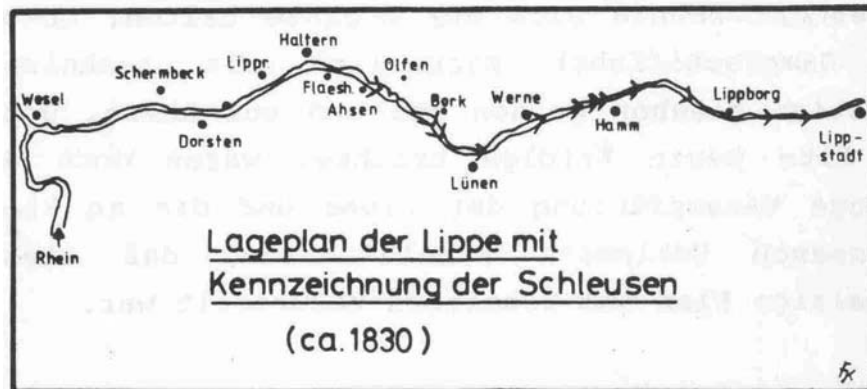 Haltern
Schermbeck
Lippr.
Olfen
Flaesh.
Ahsen
Wesel
Bork
Werne
Lippborg
Dorsten
Hamm
Lipp-
stadt
Lünen
Rhein
Lageplan der Lippe mit
Kennzeichnung der Schleusen
(ca. 1830)